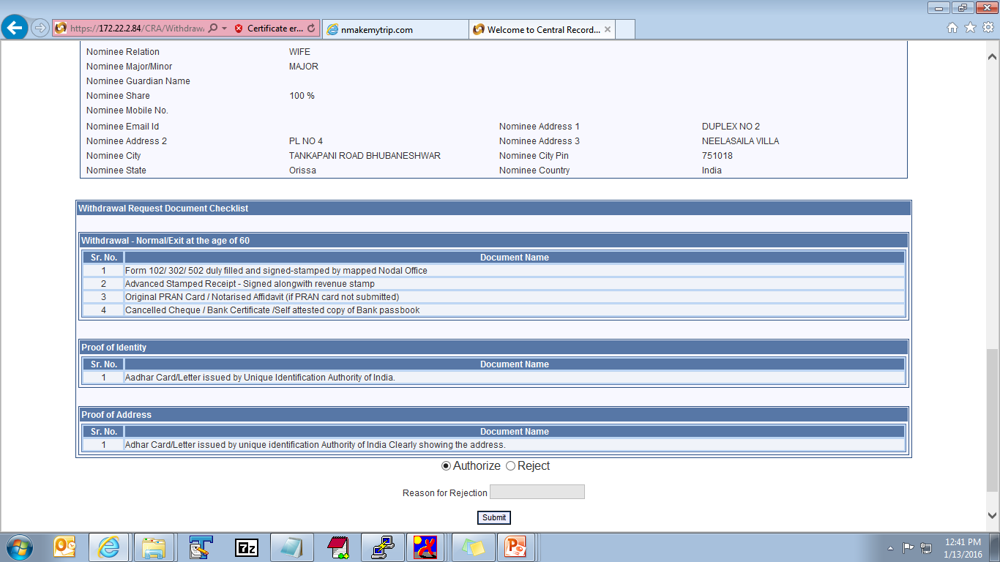 https://172.22.2.84/CRA/Withdrawa Certificate er... nmakemytrip.com Welcome to Central Record...
Nominee Relation WIFE
Nominee Major/Minor MAJOR
Nominee Guardian Name
Nominee Share 100 %
Nominee Mobile No.
Nominee Email Id Nominee Address 1 DUPLEX NO 2
Nominee Address 2 PL NO 4 Nominee Address 3 NEELASAILA VILLA
Nominee City TANKAPANI ROAD BHUBANESHWAR Nominee City Pin 751018
Nominee State Orissa Nominee Country India
Withdrawal Request Document Checklist
Withdrawal - Normal/Exit at the age of 60
Sr. No. Document Name
1 Form 102/ 302/ 502 duly filled and signed-stamped by mapped Nodal Office
2 Advanced Stamped Receipt - Signed alongwith revenue stamp
3 Original PRAN Card / Notarised Affidavit (if PRAN card not submitted)
4 Cancelled Cheque / Bank Certificate /Self attested copy of Bank passbook
Proof of Identity
Sr. No. Document Name
1 Aadhar Card/Letter issued by Unique Identification Authority of India.
Proof of Address
Sr. No. Document Name
1 Adhar Card/Letter issued by unique identification Authority of India Clearly showing the address.
Authorize Reject
Reason for Rejection
Submit
7z
12:41 PM
1/13/2016